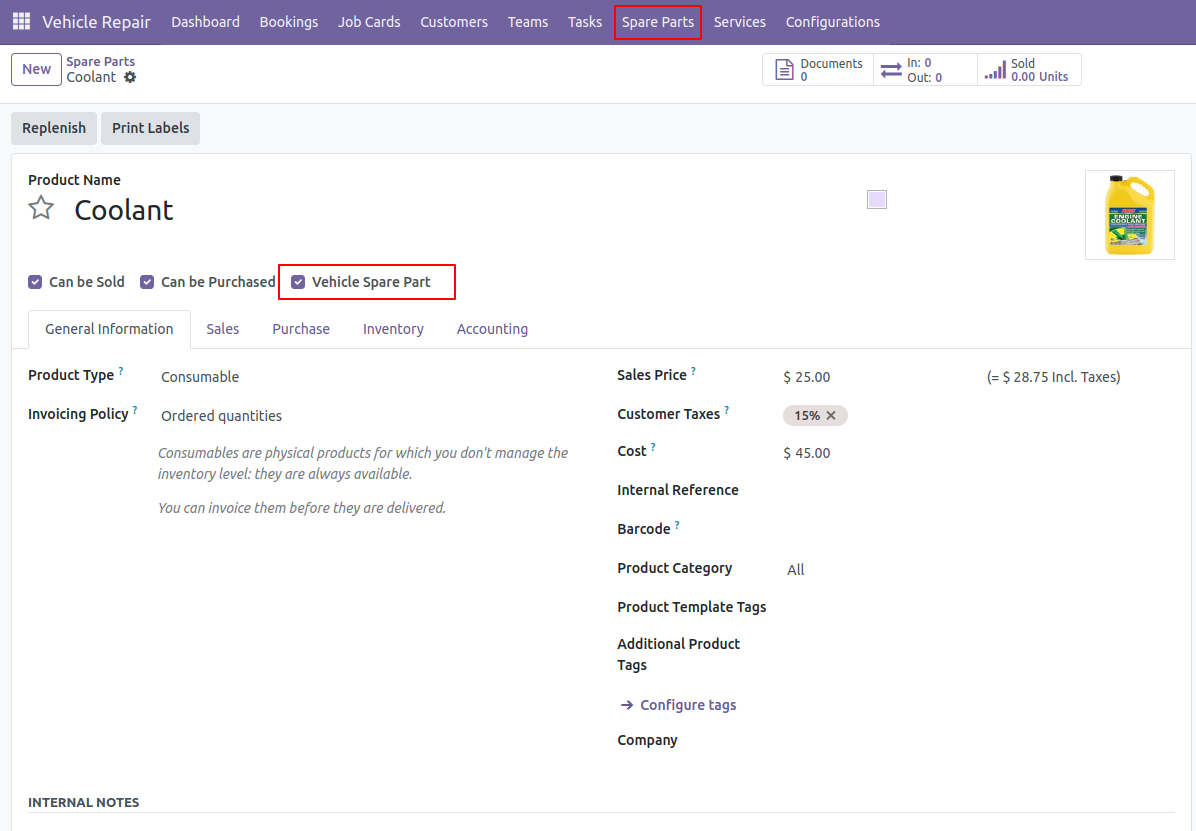 Vehicle Repair Dashboard Bookings Job Cards Customers Teams Tasks Spare Parts Services Configurations
New
Spare Parts
Coolant
Documents
0
In: 0
Out: 0
Sold
0.00 Units
Replenish Print Labels
Product Name
Coolant
ENGINE
COOLANT
Can be Sold Can be Purchased Vehicle Spare Part
General Information Sales Purchase Inventory Accounting
Product Type ? Consumable
Invoicing Policy ? Ordered quantities
Consumables are physical products for which you don't manage the
inventory level: they are always available.
You can invoice them before they are delivered.
Sales Price ? $ 25.00 (= $ 28.75 Incl. Taxes)
Customer Taxes ? 15% ✕
Cost ? $ 45.00
Internal Reference
Barcode ?
Product Category All
Product Template Tags
Additional Product
Tags
→ Configure tags
Company
INTERNAL NOTES